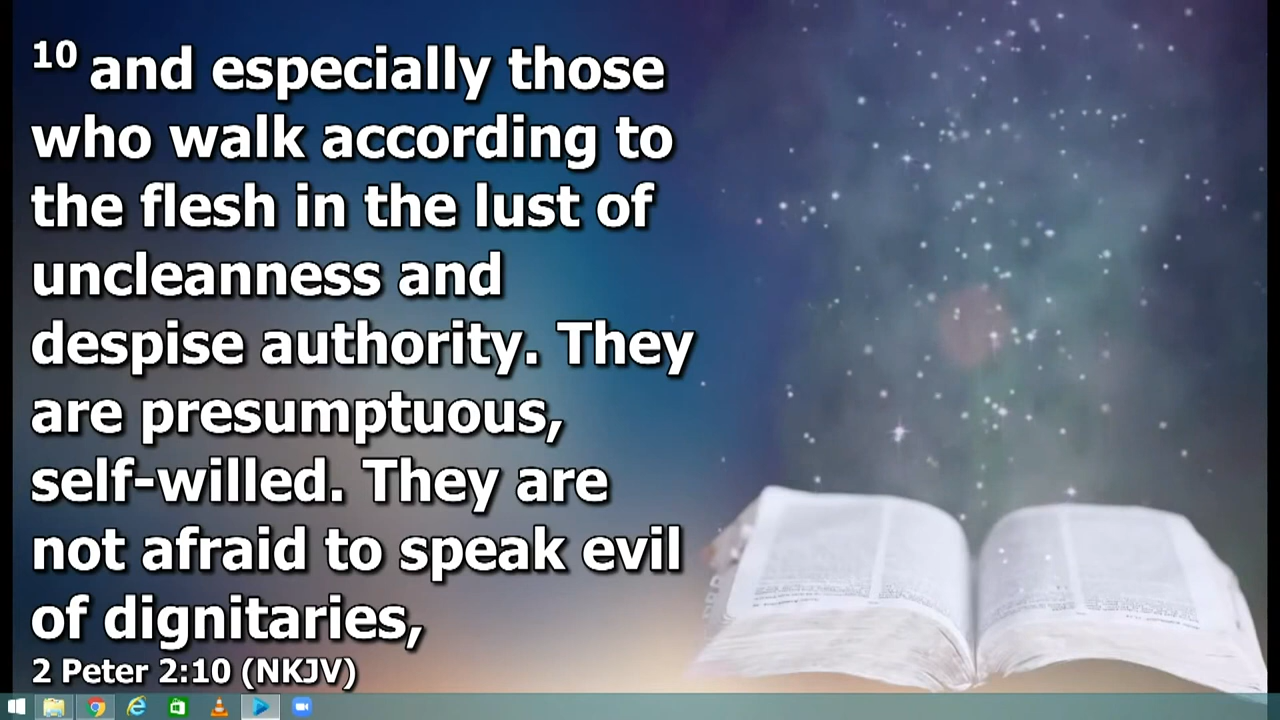 10 and especially those
who walk according to
the flesh in the lust of
uncleanness and
despise authority. They
are presumptuous,
self-willed. They are
not afraid to speak evil
of dignitaries,
2 Peter 2:10 (NKJV)